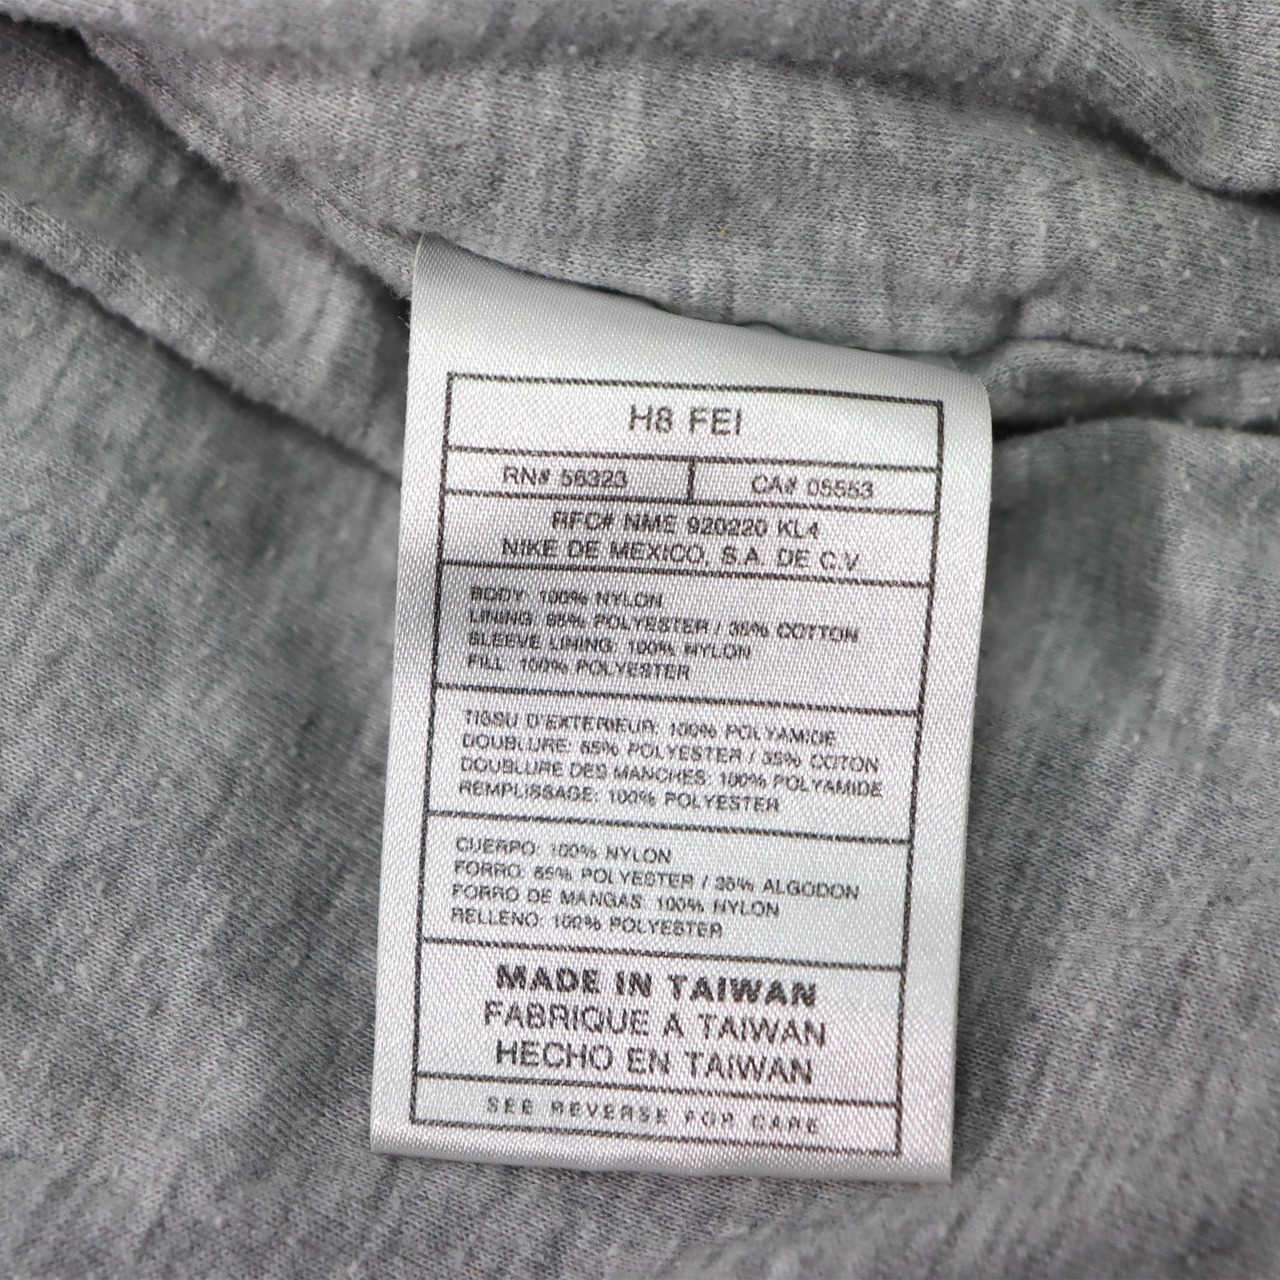 H8 FEI
RN# 56323
CA# 05553
RFC# NME 920220 KL4
NIKE DE MEXICO, S.A. DE C.V
BODY: 100% NYLON
LINING: 65% POLYESTER / 35% COTTON
SLEEVE LINING: 100% NYLON
FILL: 100% POLYESTER
TISSU D'EXTERIEUR: 100% POLYAMIDE
DOUBLURE: 65% POLYESTER / 35% COTON
DOUBLURE DES MANCHES: 100% POLYAMIDE
REMPLISSAGE: 100% POLYESTER
CUERPO: 100% NYLON
FORRO: 65% POLYESTER / 35% ALGODON
FORRO DE MANGAS: 100% NYLON
RELLENO: 100% POLYESTER
MADE IN TAIWAN
FABRIQUE A TAIWAN
HECHO EN TAIWAN
SEE REVERSE FOR CARE